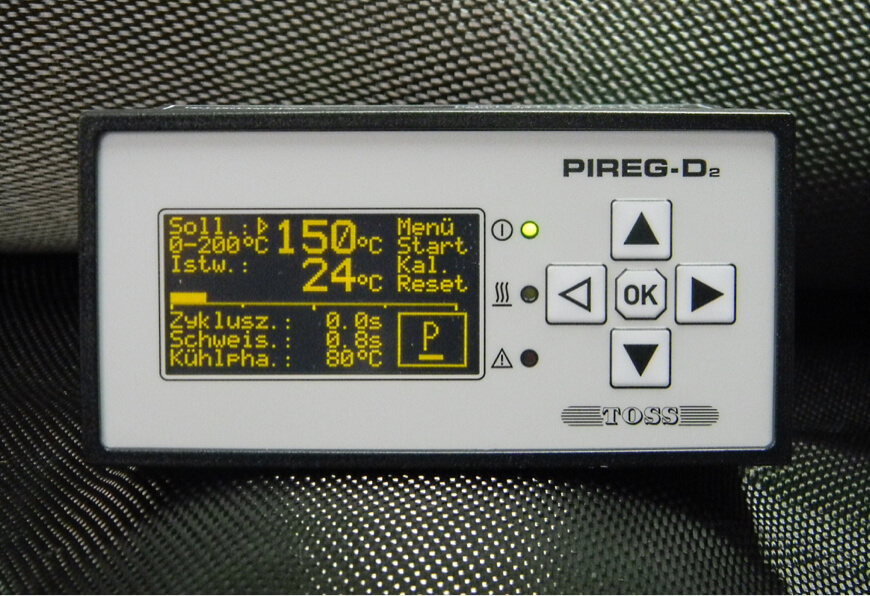 PIREG-D2
Soll.: 150°C Menü
0-200°C Start
Istw.: 24°C Kal.
Reset
Zyklusz.: 0.0s
Schweis.: 0.8s
Kühlpha.: 80°C
P
OK
TOSS